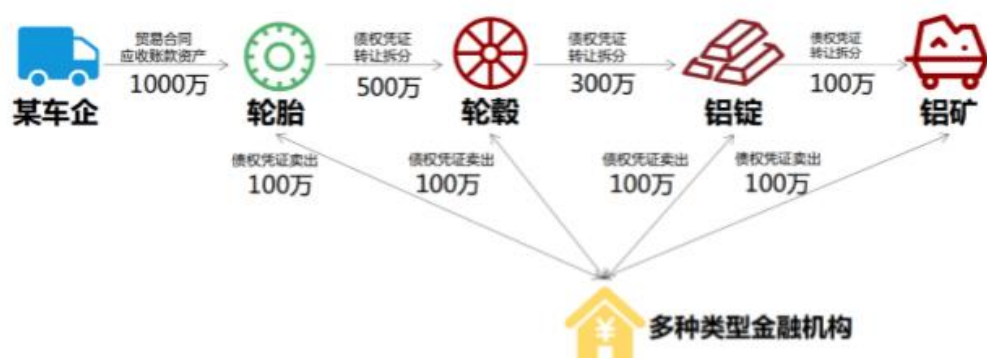 贸易合同
应收账款资产
1000万
债权凭证
转让拆分
500万
债权凭证
转让拆分
300万
债权凭证
转让拆分
100万
某车企
轮胎
轮毂
铝锭
铝矿
债权凭证卖出
100万
债权凭证卖出
100万
债权凭证卖出
100万
债权凭证卖出
100万
¥
多种类型金融机构